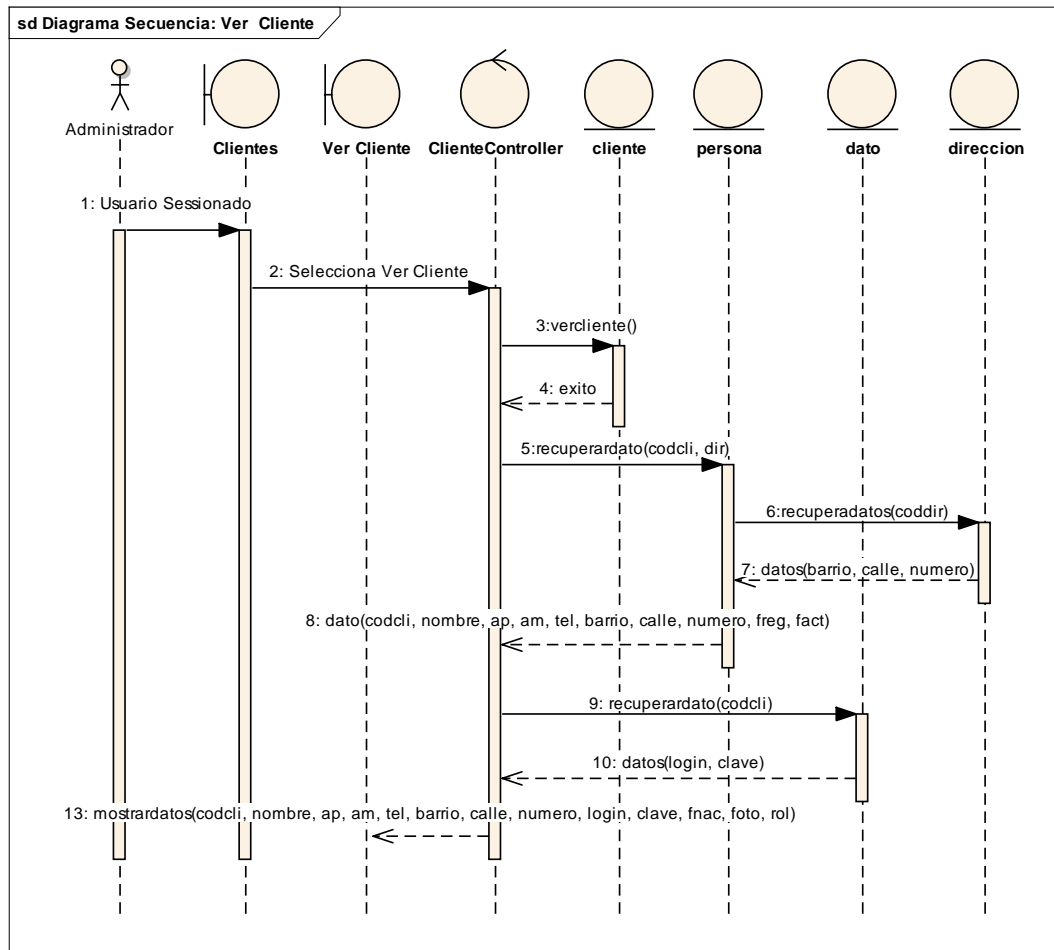 sd Diagrama Secuencia: Ver Cliente
Administrador
Clientes
Ver Cliente
ClienteController
cliente
persona
dato
direccion
1: Usuario Sessionado
2: Selecciona Ver Cliente
3:vercliente()
4: exito
5:recuperardato(codcli, dir)
6:recuperadatos(coddir)
7: datos(barrio, calle, numero)
8: dato(codcli, nombre, ap, am, tel, barrio, calle, numero, freg, fact)
9: recuperardato(codcli)
10: datos(login, clave)
13: mostrardatos(codcli, nombre, ap, am, tel, barrio, calle, numero, login, clave, fnac, foto, rol)